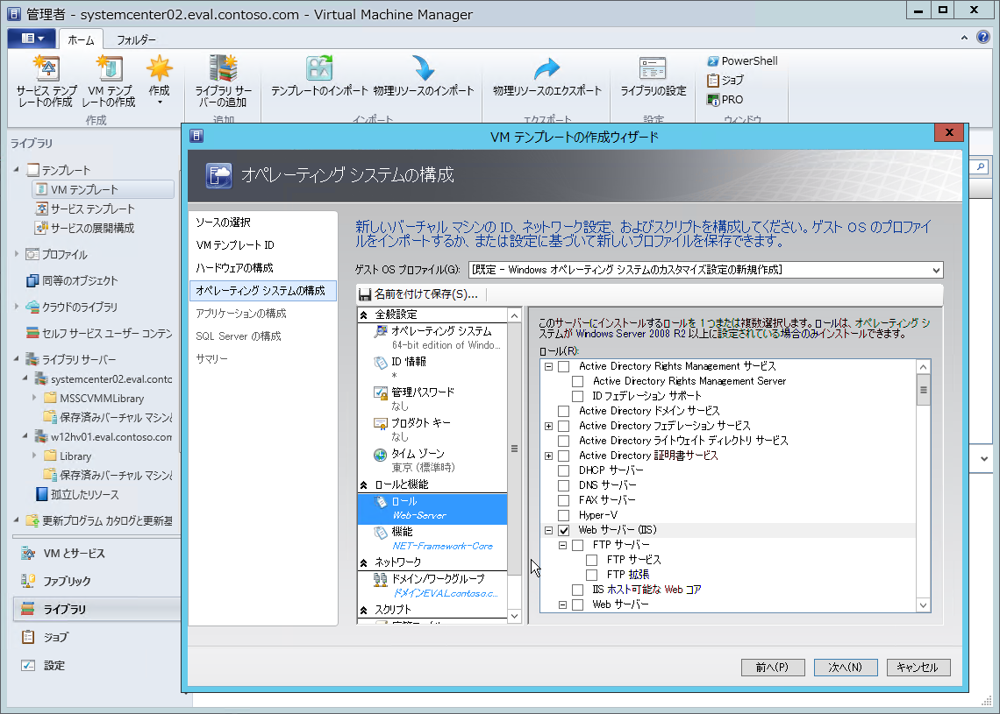 管理者 - systemcenter02.eval.contoso.com - Virtual Machine Manager
ホーム
フォルダー
サービス テンプレートの作成
VM テンプレートの作成
作成
ライブラリ サーバーの追加
テンプレートのインポート
物理リソースのインポート
物理リソースのエクスポート
ライブラリの設定
PowerShell
ジョブ
PRO
作成
追加
インポート
エクスポート
設定
ウィンドウ
ライブラリ
テンプレート
VM テンプレート
サービス テンプレート
サービスの展開構成
プロファイル
同等のオブジェクト
クラウドのライブラリ
セルフ サービス ユーザー コンテン
ライブラリ サーバー
systemcenter02.eval.contc
MSSCVMMLibrary
保存済みバーチャル マシン
w12hv01.eval.contoso.com
Library
保存済みバーチャル マシン
孤立したリソース
更新プログラム カタログと更新基
VM とサービス
ファブリック
ライブラリ
ジョブ
設定
VM テンプレートの作成ウィザード
オペレーティング システムの構成
ソースの選択
VM テンプレート ID
ハードウェアの構成
オペレーティング システムの構成
アプリケーションの構成
SQL Server の構成
サマリー
新しいバーチャル マシンの ID、ネットワーク設定、およびスクリプトを構成してください。ゲスト OS のプロファイ
ルをインポートするか、または設定に基づいて新しいプロファイルを保存できます。
ゲスト OS プロファイル(G):
[既定 - Windows オペレーティング システムのカスタマイズ設定の新規作成]
名前を付けて保存(S)...
全般設定
オペレーティング システム
64-bit edition of Windo...
ID 情報
*
管理パスワード
なし
プロダクト キー
なし
タイム ゾーン
東京 (標準時)
ロールと機能
ロール
Web-Server
機能
NET-Framework-Core
ネットワーク
ドメイン/ワークグループ
ドメインEVAL.contoso.c...
スクリプト
このサーバーにインストールするロールを 1 つまたは複数選択します。ロールは、オペレーティング シ
ステムが Windows Server 2008 R2 以上に設定されている場合のみインストールできます。
ロール(R):
Active Directory Rights Management サービス
Active Directory Rights Management Server
ID フェデレーション サポート
Active Directory ドメイン サービス
Active Directory フェデレーション サービス
Active Directory ライトウェイト ディレクトリ サービス
Active Directory 証明書サービス
DHCP サーバー
DNS サーバー
FAX サーバー
Hyper-V
Web サーバー (IIS)
FTP サーバー
FTP サービス
FTP 拡張
IIS ホスト可能な Web コア
Web サーバー
前へ(P)
次へ(N)
キャンセル